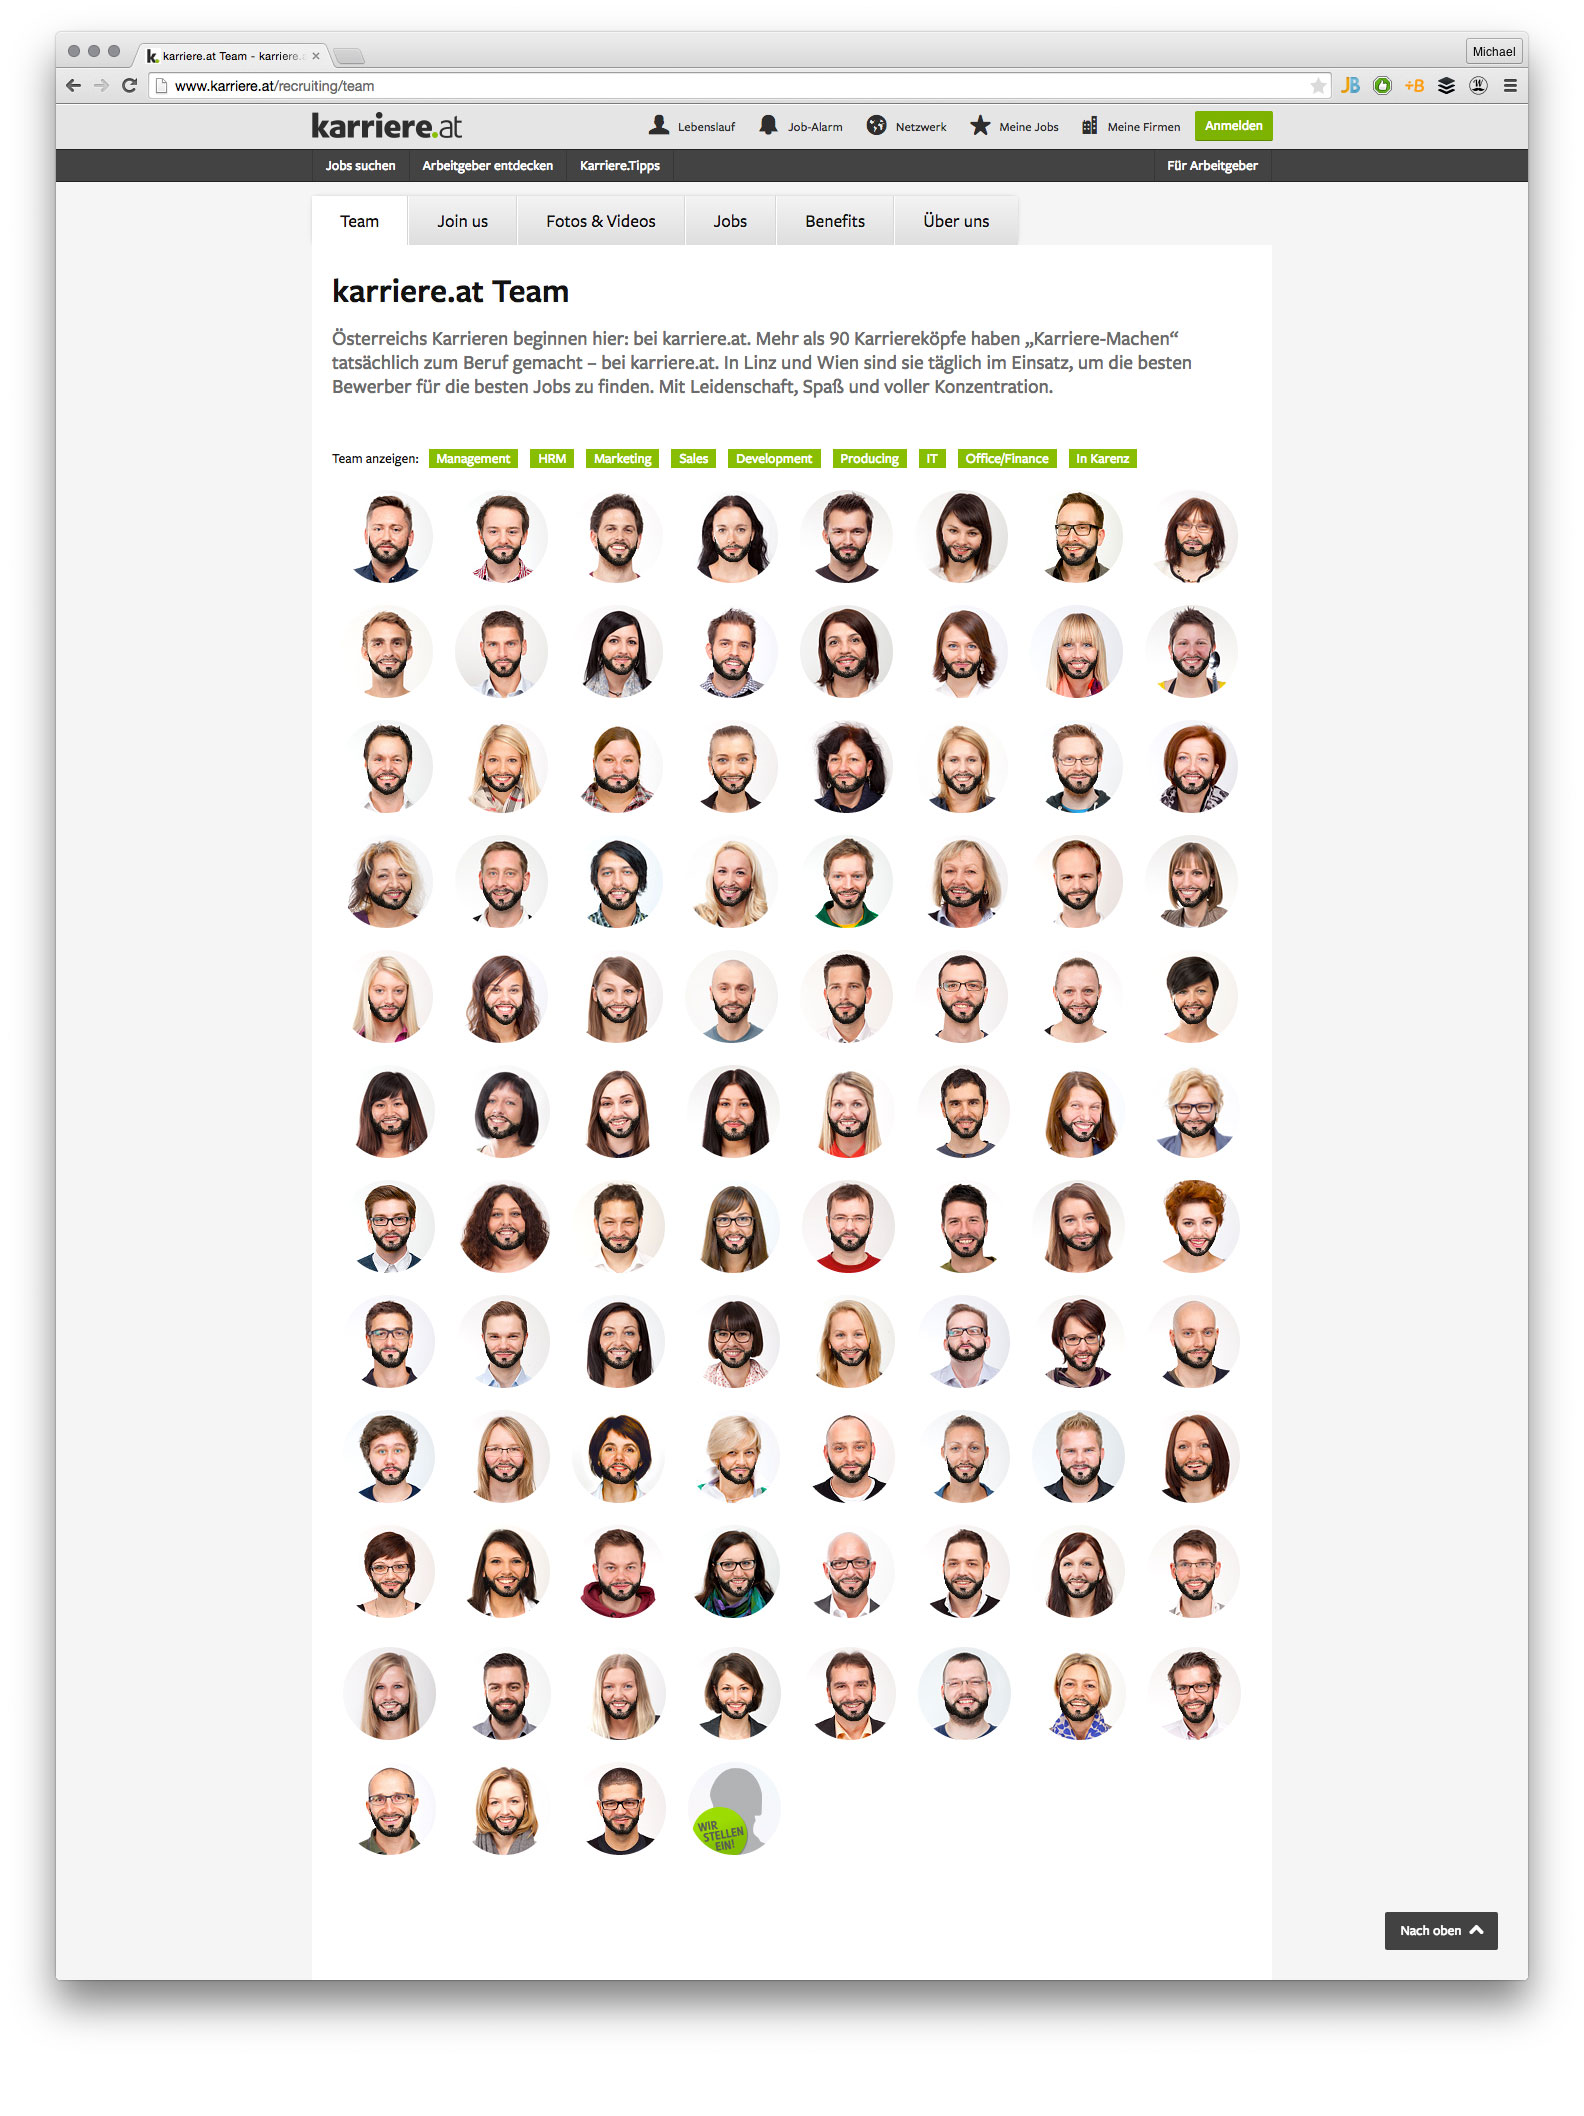 karriere.at Team - karriere.
Michael
www.karriere.at/recruiting/team
JB
+B
karriere.at
Lebenslauf
Job-Alarm
Netzwerk
Meine Jobs
Meine Firmen
Anmelden
Jobs suchen
Arbeitgeber entdecken
Karriere.Tipps
Für Arbeitgeber
Team
Join us
Fotos & Videos
Jobs
Benefits
Über uns
karriere.at Team
Österreichs Karrieren beginnen hier: bei karriere.at. Mehr als 90 Karriereköpfe haben „Karriere-Machen“
tatsächlich zum Beruf gemacht – bei karriere.at. In Linz und Wien sind sie täglich im Einsatz, um die besten
Bewerber für die besten Jobs zu finden. Mit Leidenschaft, Spaß und voller Konzentration.
Team anzeigen:
Management
HRM
Marketing
Sales
Development
Producing
IT
Office/Finance
In Karenz
WIR
STELLEN
EIN!
Nach oben